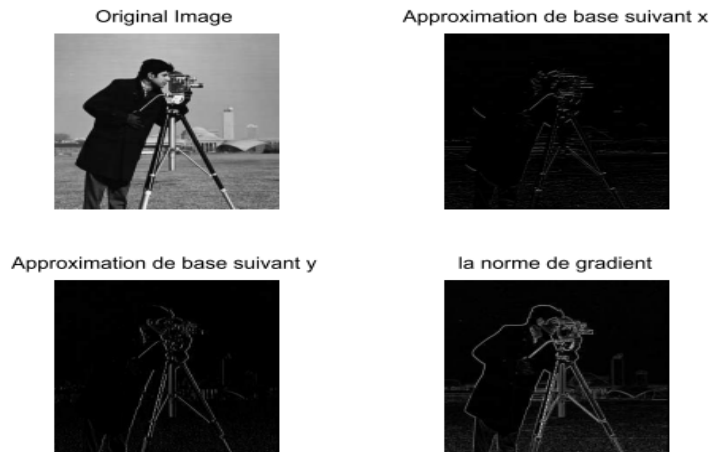 Original Image
Approximation de base suivant x
Approximation de base suivant y
la norme de gradient